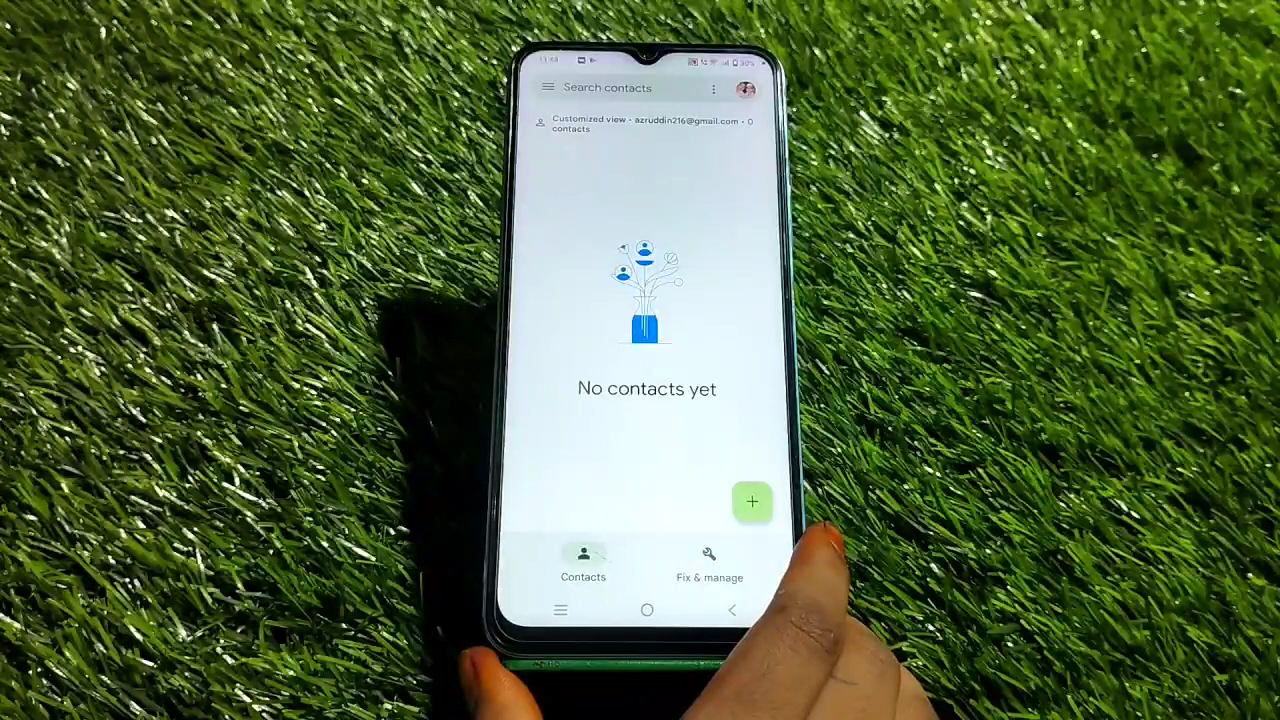 Search contacts
Customized view • azruddin216@gmail.com • 0
contacts
No contacts yet
Contacts
Fix & manage